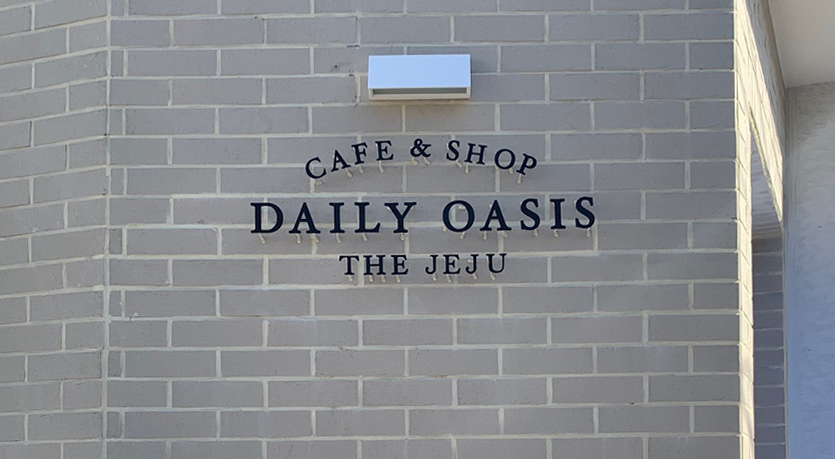 CAFE & SHOP
DAILY OASIS
THE JEJU